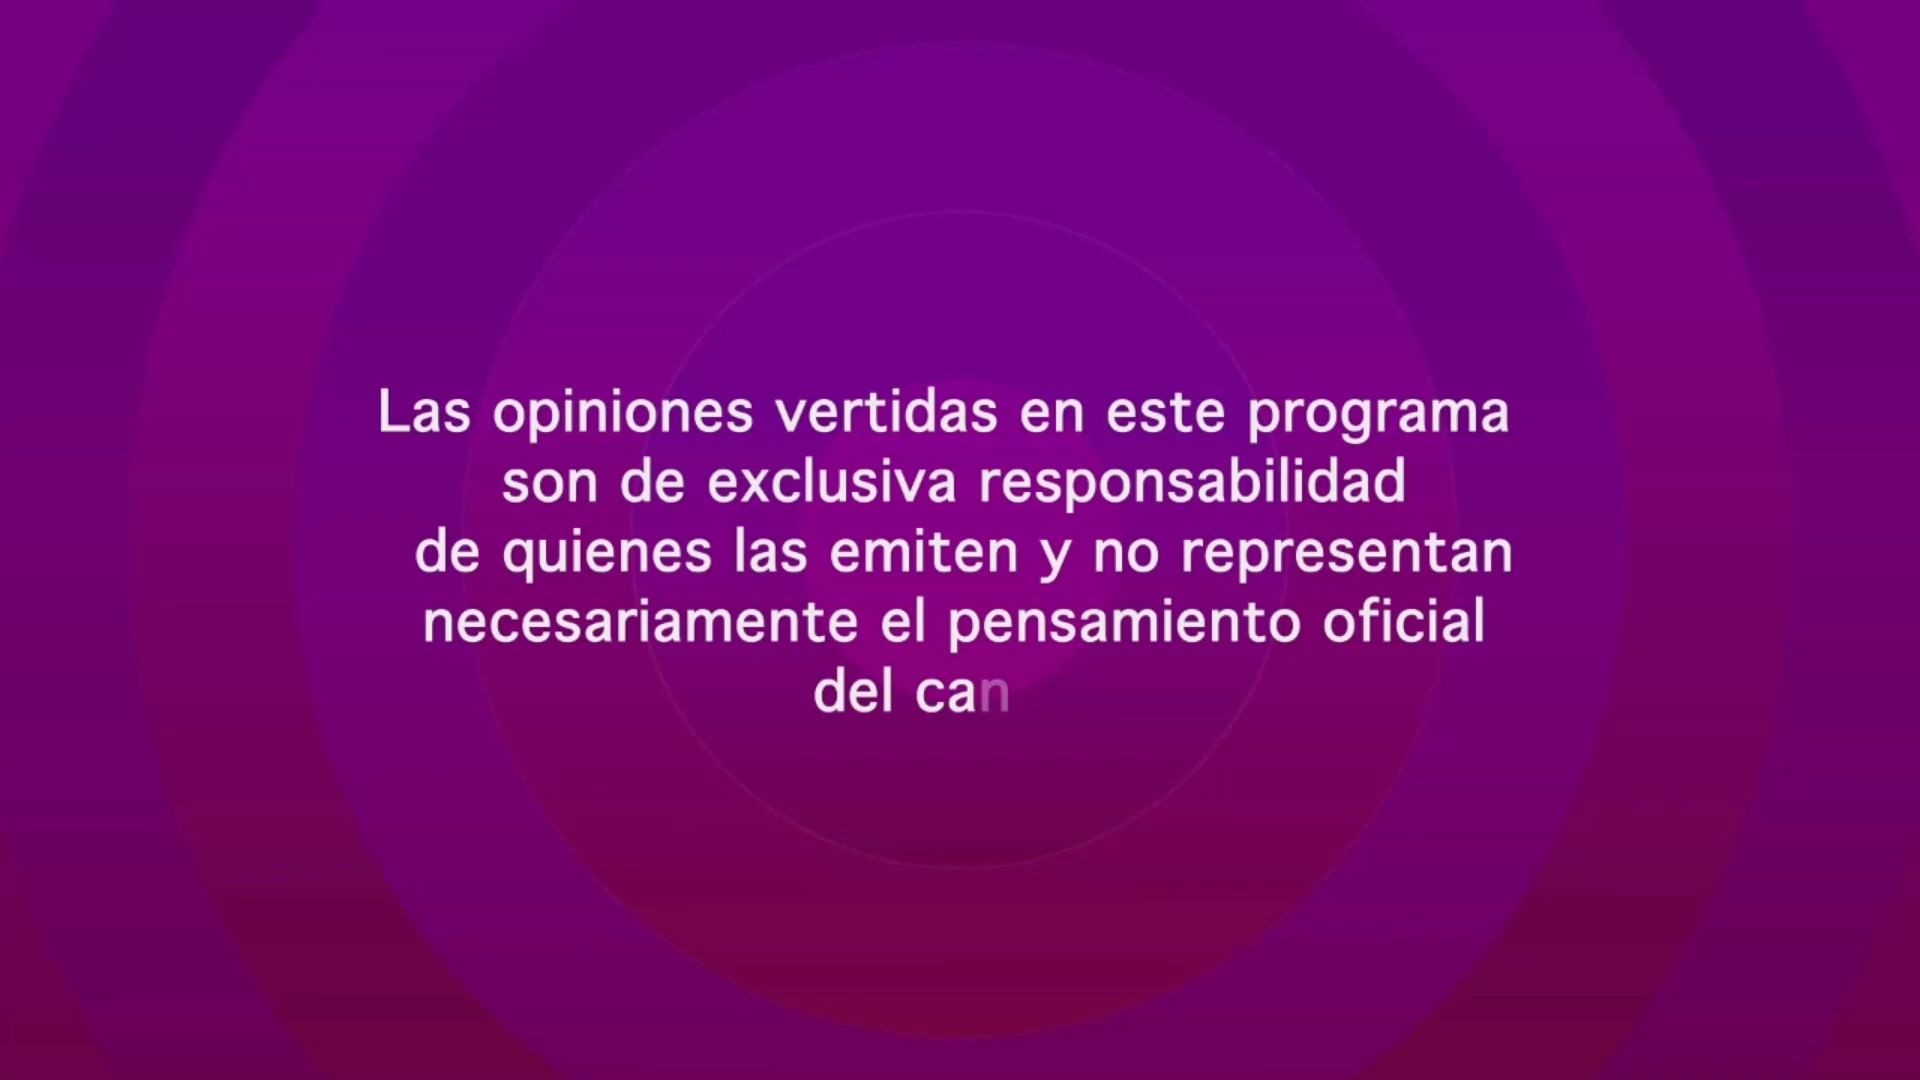 Las opiniones vertidas en este programa
son de exclusiva responsabilidad
de quienes las emiten y no representan
necesariamente el pensamiento oficial
del can